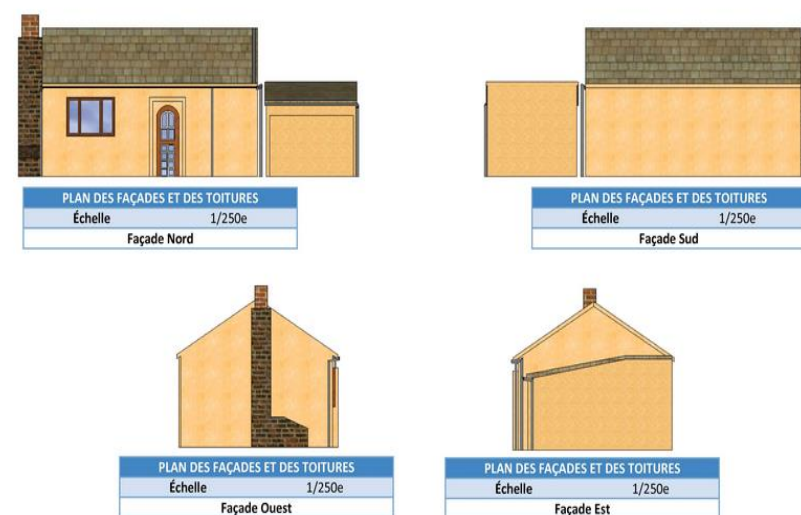 PLAN DES FAÇADES ET DES TOITURES
Échelle 1/250e
Façade Nord
PLAN DES FAÇADES ET DES TOITURES
Échelle 1/250e
Façade Sud
PLAN DES FAÇADES ET DES TOITURES
Échelle 1/250e
Façade Ouest
PLAN DES FAÇADES ET DES TOITURES
Échelle 1/250e
Façade Est